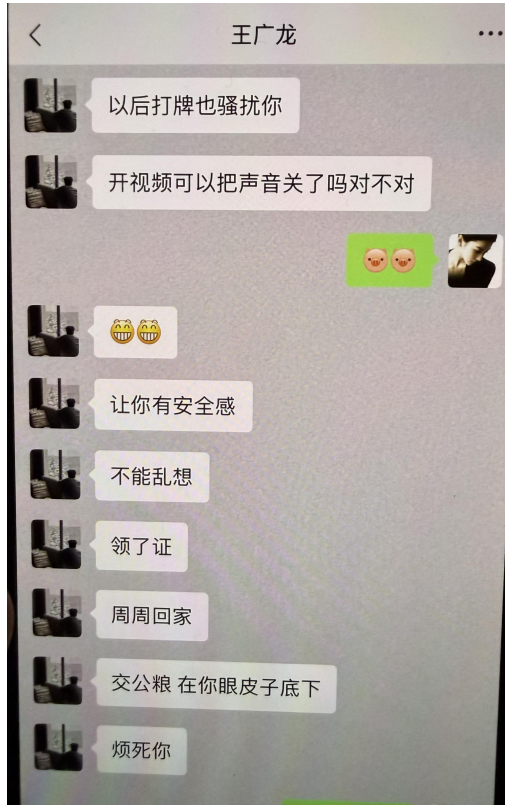 王广龙
以后打牌也骚扰你
开视频可以把声音关了吗对不对
🐷🐷
😁😁
让你有安全感
不能乱想
领了证
周周回家
交公粮 在你眼皮子底下
烦死你